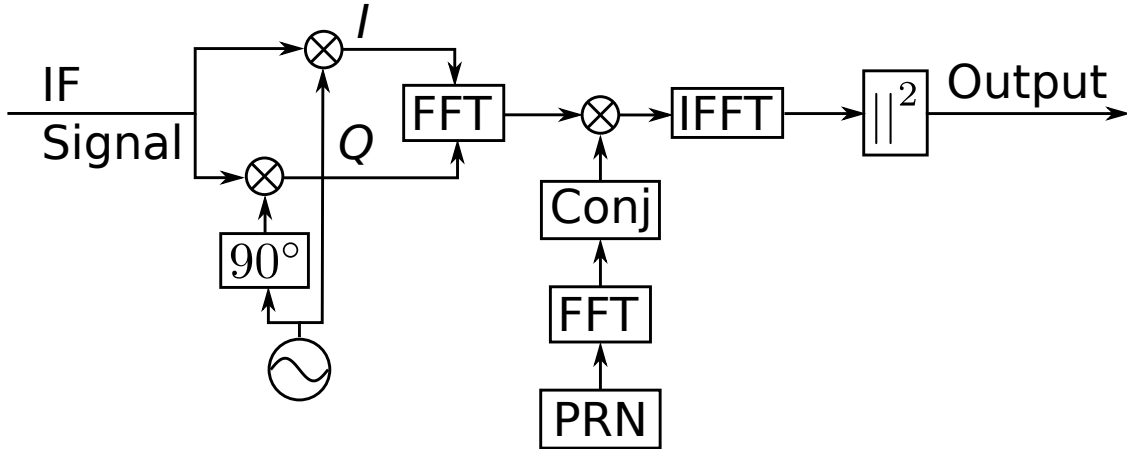 IF
Signal
I
Q
90°
FFT
IFFT
||²
Output
Conj
FFT
PRN